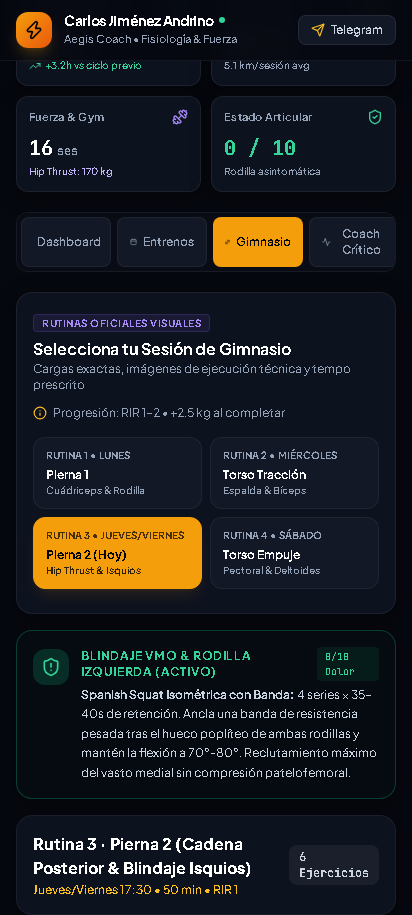 Carlos Jiménez Andrino
Aegis Coach • Fisiología & Fuerza
Telegram
+3.2h vs ciclo previo
5.1 km/sesión avg
Fuerza & Gym
16 ses
Hip Thrust: 170 kg
Estado Articular
0 / 10
Rodilla asintomática
Dashboard
Entrenos
Gimnasio
Coach
Crítico
RUTINAS OFICIALES VISUALES
Selecciona tu Sesión de Gimnasio
Cargas exactas, imágenes de ejecución técnica y tempo
prescrito
Progresión: RIR 1–2 • +2.5 kg al completar
RUTINA 1 • LUNES
Pierna 1
Cuádriceps & Rodilla
RUTINA 2 • MIÉRCOLES
Torso Tracción
Espalda & Bíceps
RUTINA 3 • JUEVES/VIERNES
Pierna 2 (Hoy)
Hip Thrust & Isquios
RUTINA 4 • SÁBADO
Torso Empuje
Pectoral & Deltoides
BLINDAJE VMO & RODILLA
IZQUIERDA (ACTIVO)
0/10
Dolor
Spanish Squat Isométrica con Banda: 4 series x 35–
40s de retención. Ancla una banda de resistencia
pesada tras el hueco poplíteo de ambas rodillas y
mantén la flexión a 70°-80°. Reclutamiento máximo
del vasto medial sin compresión patelofemoral.
Rutina 3 · Pierna 2 (Cadena
Posterior & Blindaje Isquios)
Jueves/Viernes 17:30 • 50 min • RIR 1
6
Ejercicios